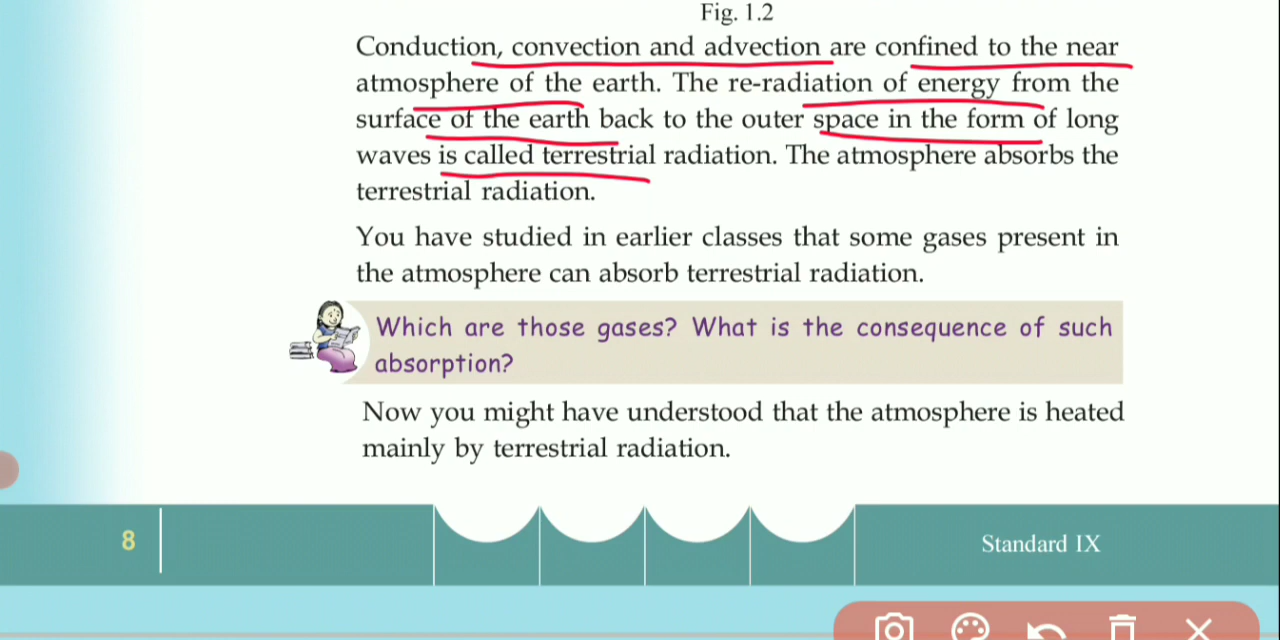 Fig. 1.2
Conduction, convection and advection are confined to the near
atmosphere of the earth. The re-radiation of energy from the
surface of the earth back to the outer space in the form of long
waves is called terrestrial radiation. The atmosphere absorbs the
terrestrial radiation.
You have studied in earlier classes that some gases present in
the atmosphere can absorb terrestrial radiation.
Which are those gases? What is the consequence of such
absorption?
Now you might have understood that the atmosphere is heated
mainly by terrestrial radiation.
8
Standard IX